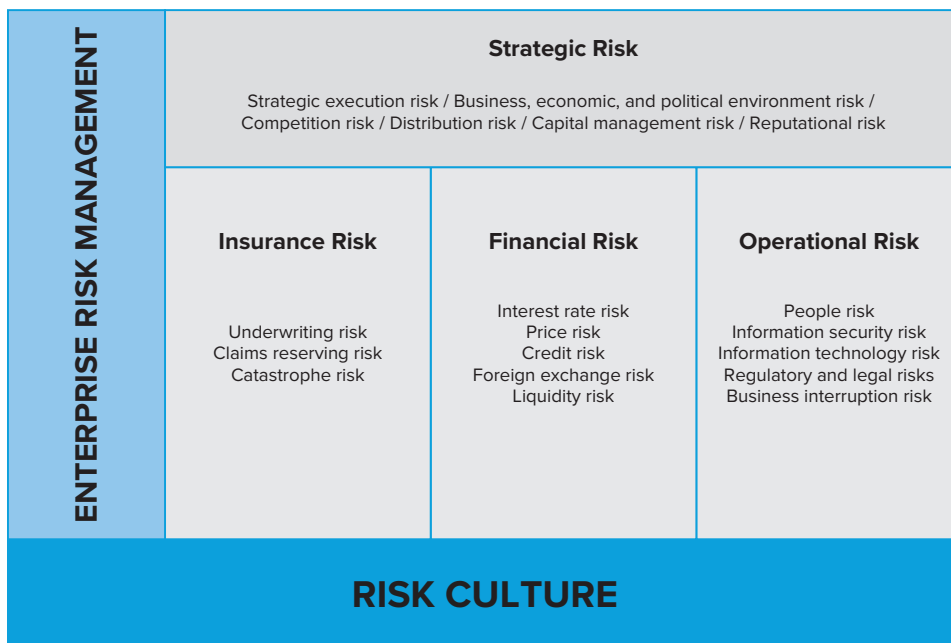 ENTERPRISE RISK MANAGEMENT
Strategic Risk
Strategic execution risk / Business, economic, and political environment risk /
Competition risk / Distribution risk / Capital management risk / Reputational risk
Insurance Risk
Underwriting risk
Claims reserving risk
Catastrophe risk
Financial Risk
Interest rate risk
Price risk
Credit risk
Foreign exchange risk
Liquidity risk
Operational Risk
People risk
Information security risk
Information technology risk
Regulatory and legal risks
Business interruption risk
RISK CULTURE